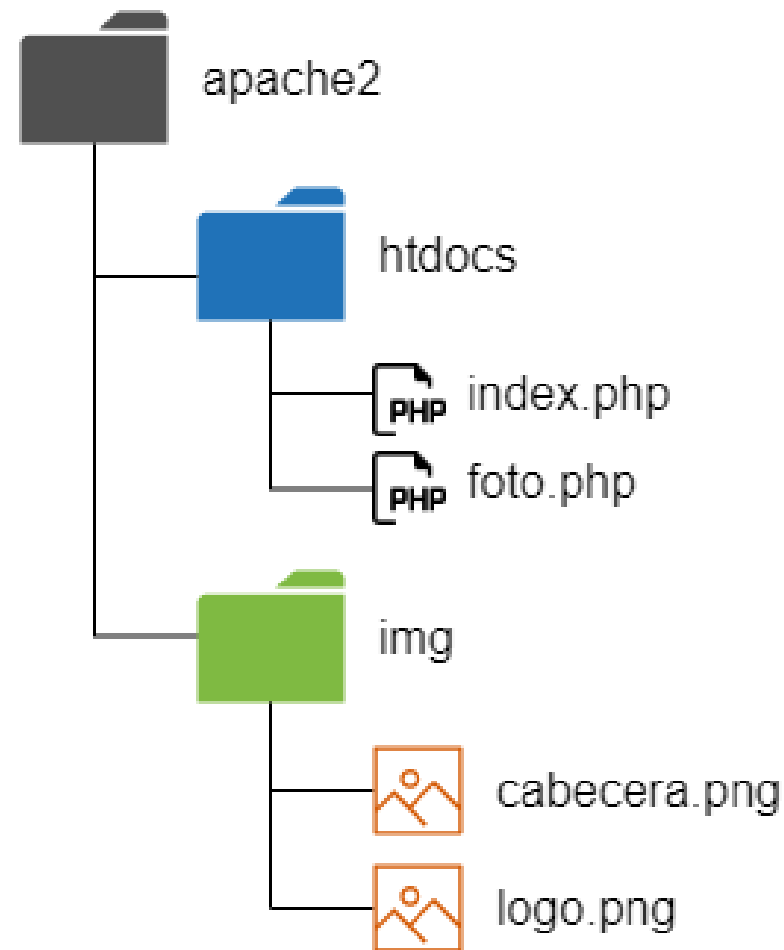 apache2
htdocs
PHP index.php
PHP foto.php
img
cabecera.png
logo.png